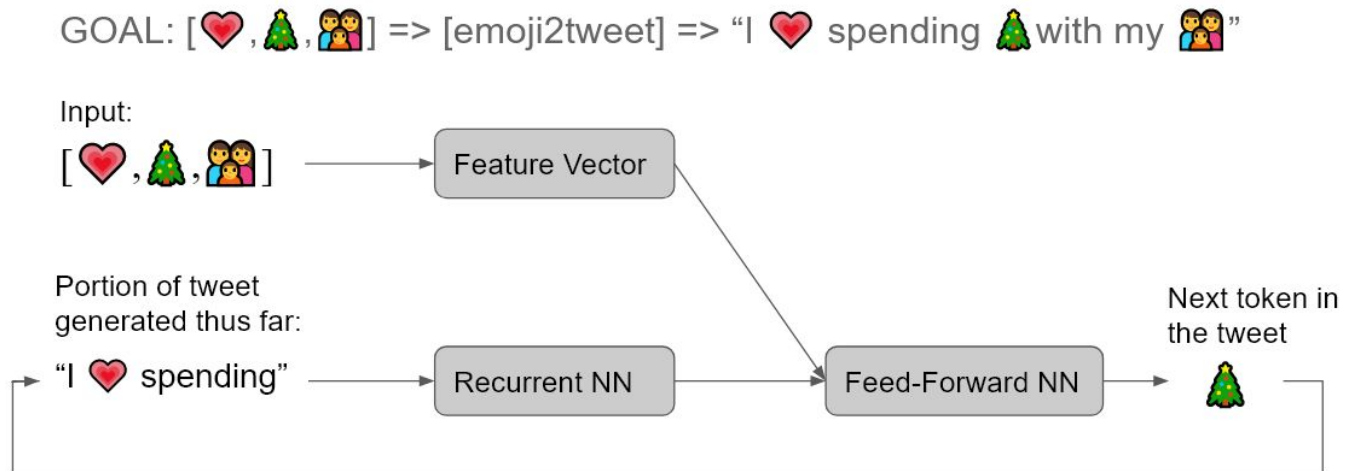 GOAL: [💗,🎄,👪] => [emoji2tweet] => “I 💗 spending 🎄with my 👪”
Input:
[💗,🎄,👪]
Feature Vector
Portion of tweet
generated thus far:
“I 💗 spending”
Recurrent NN
Feed-Forward NN
Next token in
the tweet
🎄